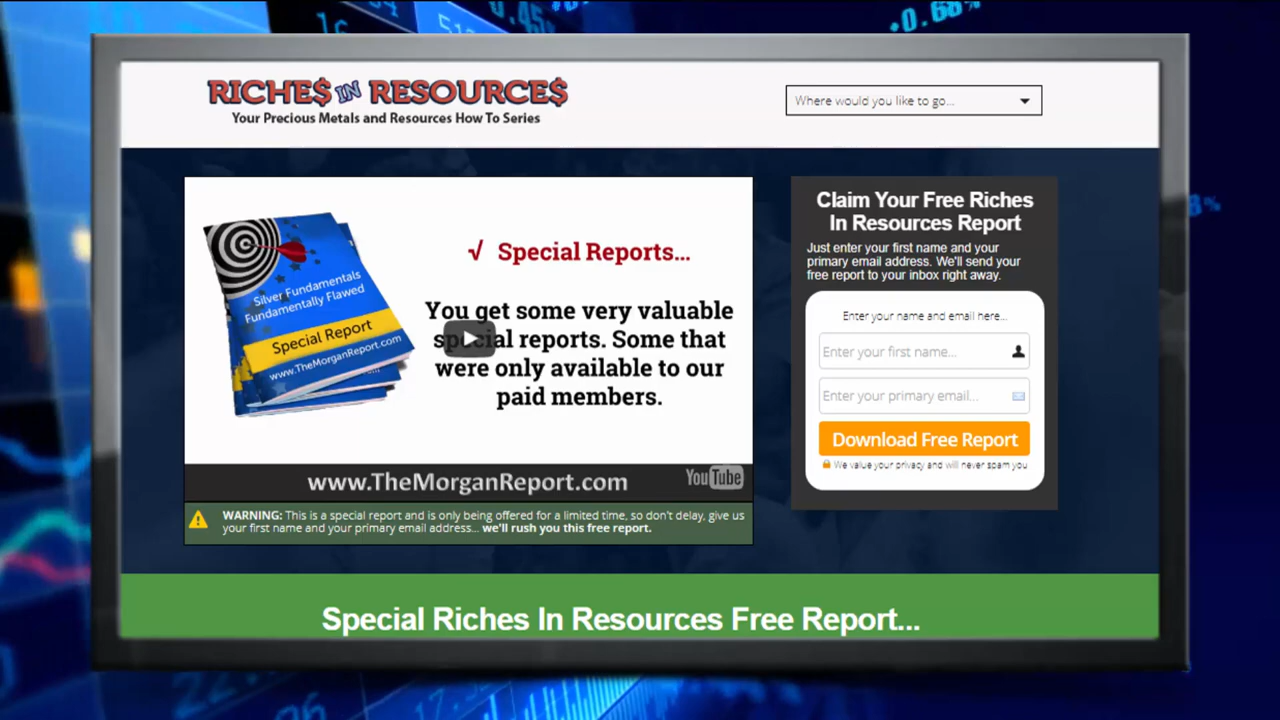 +0.68%
RICHE$ IN RESOURCE$
Your Precious Metals and Resources How To Series
Where would you like to go...
Claim Your Free Riches
In Resources Report
Just enter your first name and your
primary email address. We'll send your
free report to your inbox right away.
Enter your name and email here...
Enter your first name...
Enter your primary email...
Download Free Report
We value your privacy and will never spam you
Silver Fundamentals
Fundamentally Flawed
Special Report
www.TheMorganReport.com
√ Special Reports...
You get some very valuable
special reports. Some that
were only available to our
paid members.
www.TheMorganReport.com
YouTube
WARNING: This is a special report and is only being offered for a limited time, so don't delay, give us
your first name and your primary email address... we'll rush you this free report.
Special Riches In Resources Free Report...